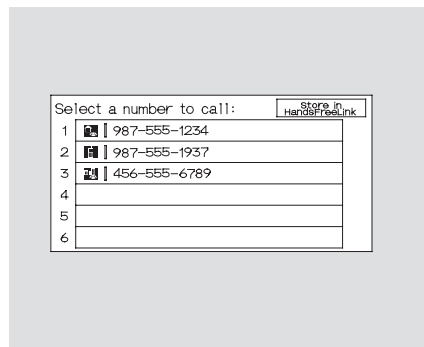 Select a number to call:
Store in
HandsFreeLink
1 987-555-1234
2 987-555-1937
3 456-555-6789
4
5
6